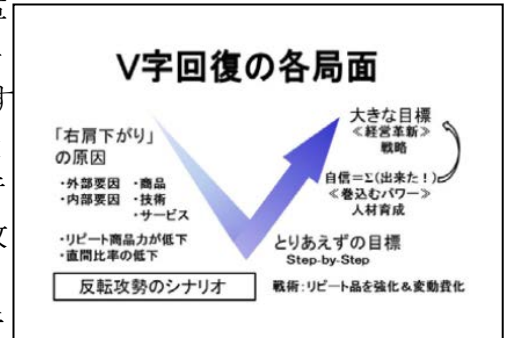 V字回復の各局面
「右肩下がり」
の原因
・外部要因 ・商品
・内部要因 ・技術
・サービス
・リピート商品力が低下
・直間比率の低下
反転攻勢のシナリオ
大きな目標
≪経営革新≫
戦略
自信=Σ(出来た!)
≪巻込むパワー≫
人材育成
とりあえずの目標
Step-by-Step
戦術:リピート品を強化&変動費化